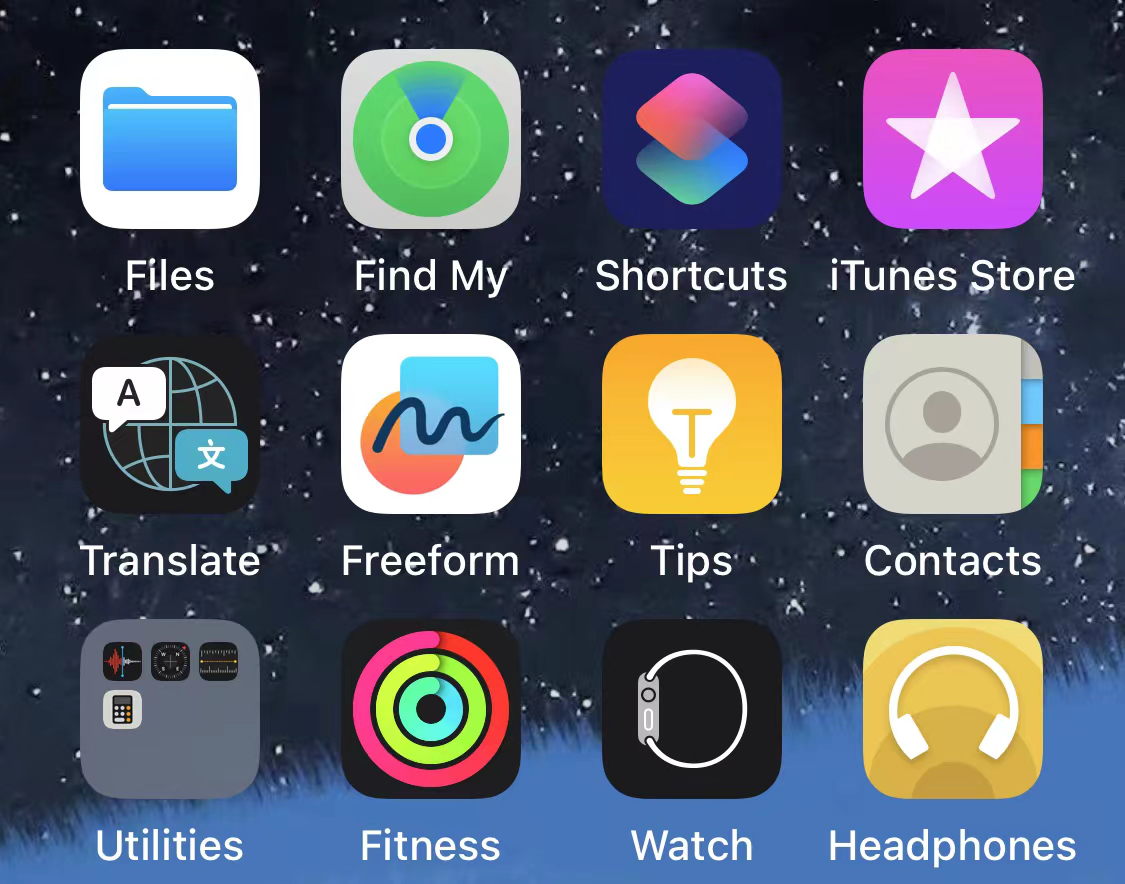 Files
Find My
Shortcuts
iTunes Store
A
文
Translate
Freeform
Tips
Contacts
Utilities
Fitness
Watch
Headphones